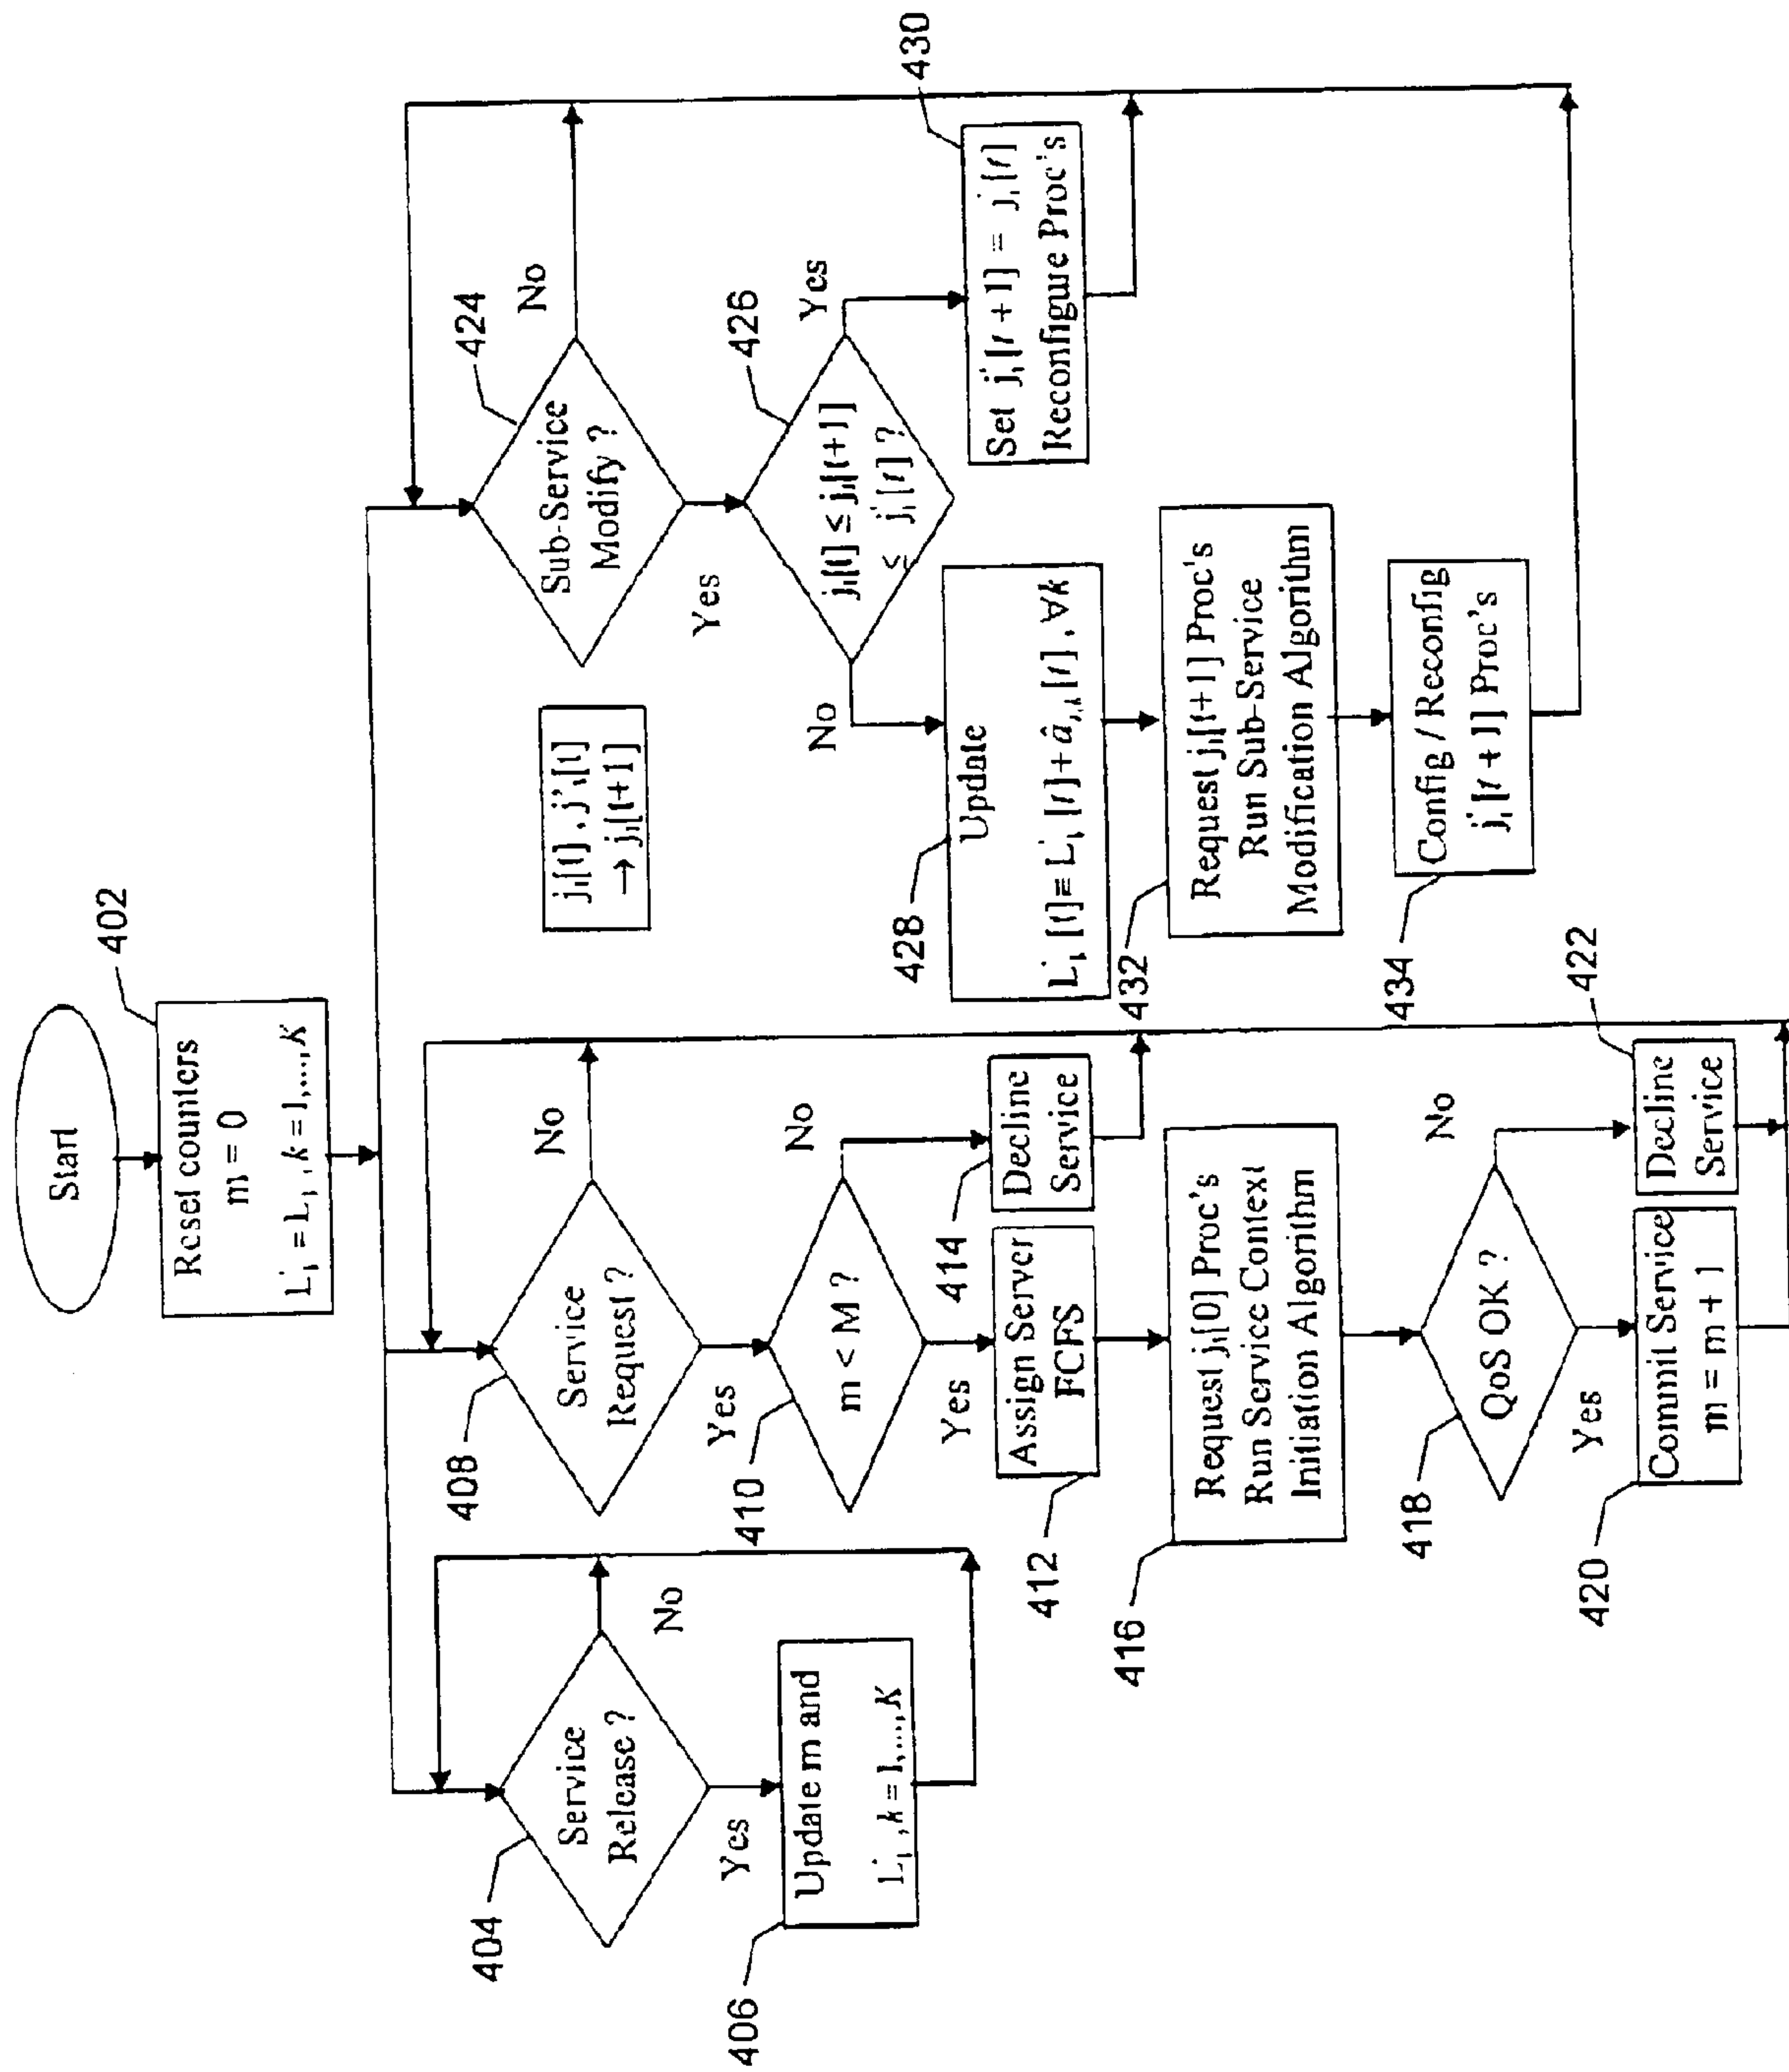 Start
402
Reset counters
m = 0
L'ᵢ = Lᵢ , k = 1,...,K
404
Service
Release ?
No
Yes
406
Update m and
L'ᵢ , k = 1,...,K
408
Service
Request ?
No
Yes
410
m < M ?
No
Yes
412
Assign Server
FCFS
414
Decline
Service
416
Request jᵢ[0] Proc's
Run Service Context
Initiation Algorithm
418
QoS OK ?
No
Yes
420
Commit Service
m = m + 1
422
Decline
Service
jᵢ[t] , j'ᵢ[t]
→ jᵢ[t+1]
424
Sub-Service
Modify ?
No
Yes
426
jᵢ[t] ≤ jᵢ[t+1]
≤ j'ᵢ[t] ?
Yes
No
428
Update
430
Set j'ᵢ[t + 1] = j'ᵢ[t]
Reconfigure Proc's
432
Request jᵢ[t+1] Proc's
Run Sub-Service
Modification Algorithm
434
Config / Reconfig
j'ᵢ[t + 1] Proc's